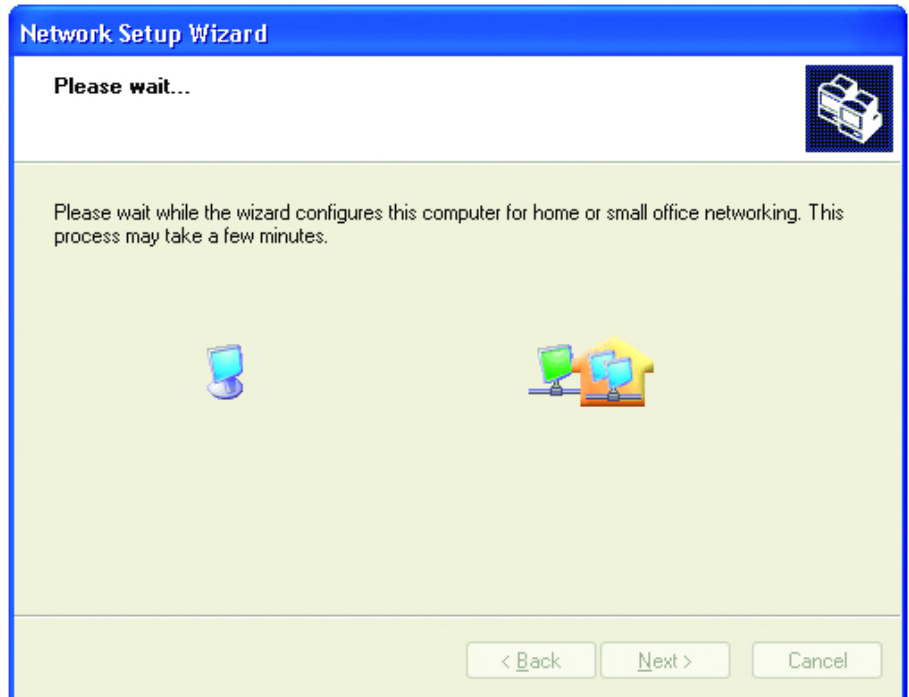 Network Setup Wizard
Please wait...
Please wait while the wizard configures this computer for home or small office networking. This
process may take a few minutes.
< Back
Next >
Cancel